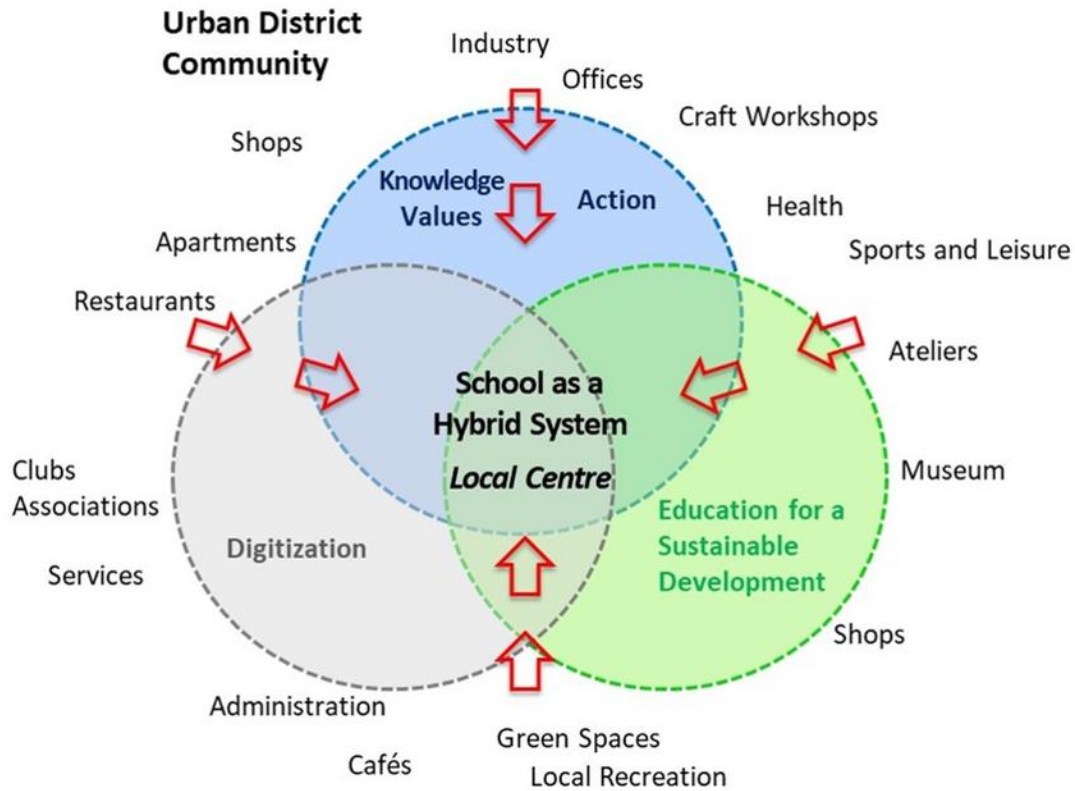 Urban District
Community
Industry
Offices
Craft Workshops
Shops
Knowledge
Values
Action
Health
Apartments
Sports and Leisure
Restaurants
Ateliers
School as a
Hybrid System
Local Centre
Clubs
Associations
Museum
Education for a
Sustainable
Development
Digitization
Services
Shops
Administration
Green Spaces
Cafés
Local Recreation